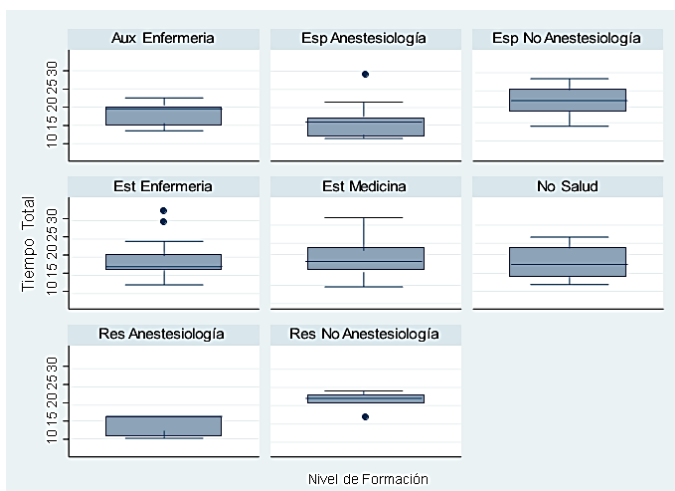 Aux Enfermeria
Esp Anestesiología
Esp No Anestesiología
10 15 20 25 30
Est Enfermeria
Est Medicina
No Salud
10 15 20 25 30
Tiempo Total
Res Anestesiología
Res No Anestesiología
10 15 20 25 30
Nivel de Formación